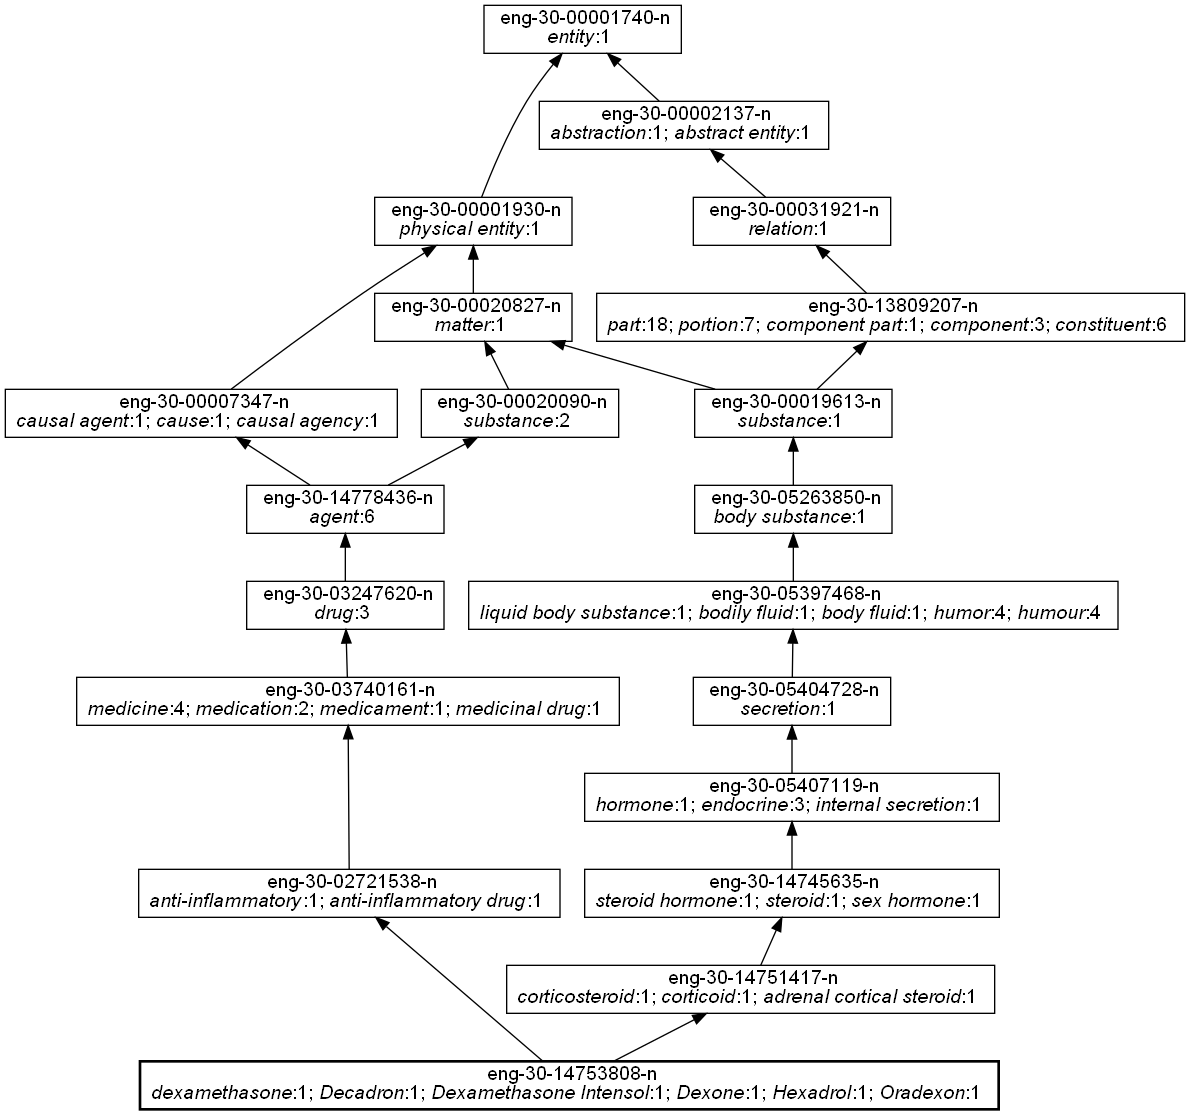 eng-30-00001740-n
entity:1
eng-30-00002137-n
abstraction:1; abstract entity:1
eng-30-00001930-n
physical entity:1
eng-30-00031921-n
relation:1
eng-30-00020827-n
matter:1
eng-30-13809207-n
part:18; portion:7; component part:1; component:3; constituent:6
eng-30-00007347-n
causal agent:1; cause:1; causal agency:1
eng-30-00020090-n
substance:2
eng-30-00019613-n
substance:1
eng-30-14778436-n
agent:6
eng-30-05263850-n
body substance:1
eng-30-03247620-n
drug:3
eng-30-05397468-n
liquid body substance:1; bodily fluid:1; body fluid:1; humor:4; humour:4
eng-30-03740161-n
medicine:4; medication:2; medicament:1; medicinal drug:1
eng-30-05404728-n
secretion:1
eng-30-05407119-n
hormone:1; endocrine:3; internal secretion:1
eng-30-02721538-n
anti-inflammatory:1; anti-inflammatory drug:1
eng-30-14745635-n
steroid hormone:1; steroid:1; sex hormone:1
eng-30-14751417-n
corticosteroid:1; corticoid:1; adrenal cortical steroid:1
eng-30-14753808-n
dexamethasone:1; Decadron:1; Dexamethasone Intensol:1; Dexone:1; Hexadrol:1; Oradexon:1